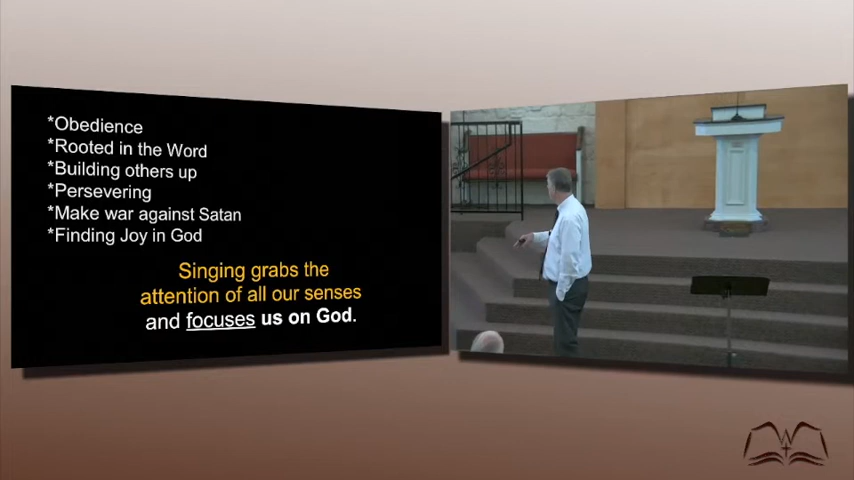 *Obedience
*Rooted in the Word
*Building others up
*Persevering
*Make war against Satan
*Finding Joy in God
Singing grabs the
attention of all our senses
and focuses us on God.